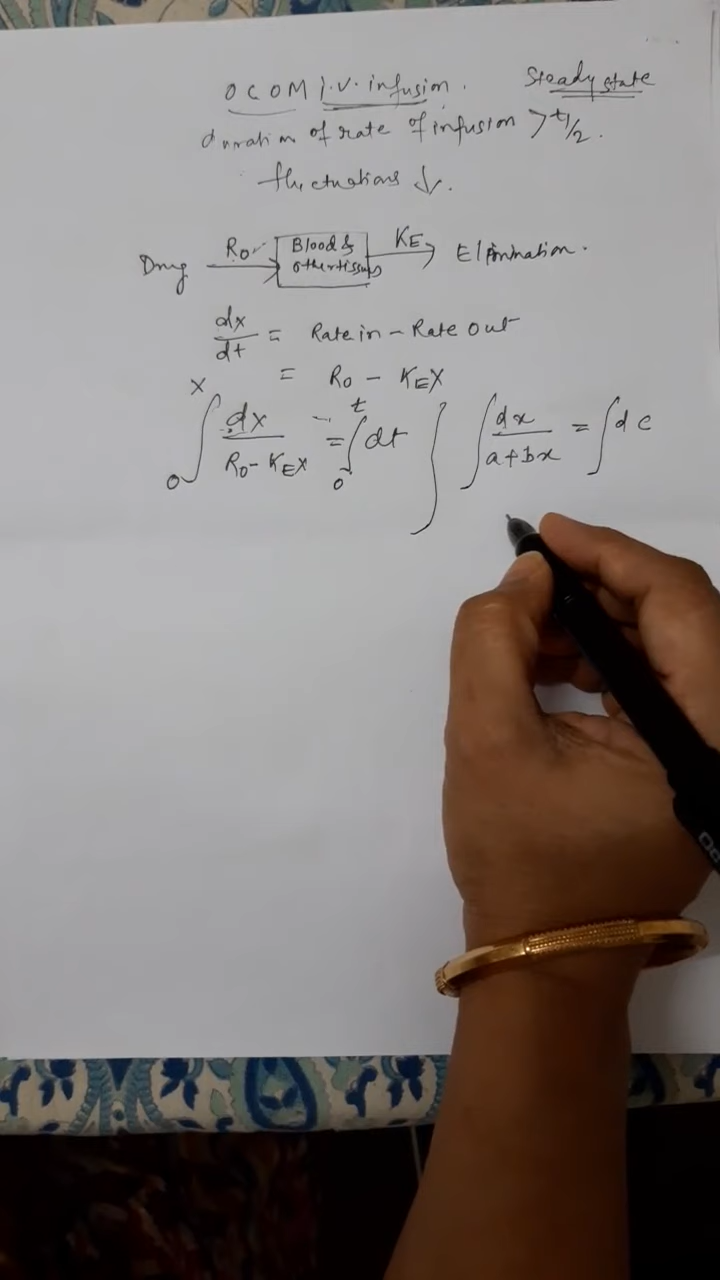 OCOM i.v. infusion. Steady state
duration of rate of infusion > t1/2.
fluctuations ↓.
Drug R0 → Blood & other tissues KE → Elimination.
dx/dt = Rate in - Rate out
= R0 - KEX
∫₀ˣ dx/(R0 - KEX) = ∫₀ᵗ dt } ∫ dx/(a+bx) = ∫dc